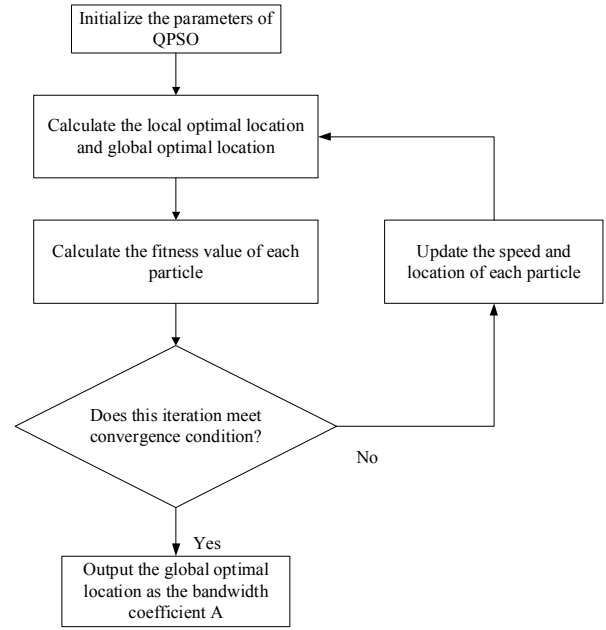 Initialize the parameters of
QPSO
Calculate the local optimal location
and global optimal location
Calculate the fitness value of each
particle
Update the speed and
location of each particle
Does this iteration meet
convergence condition?
No
Yes
Output the global optimal
location as the bandwidth
coefficient A